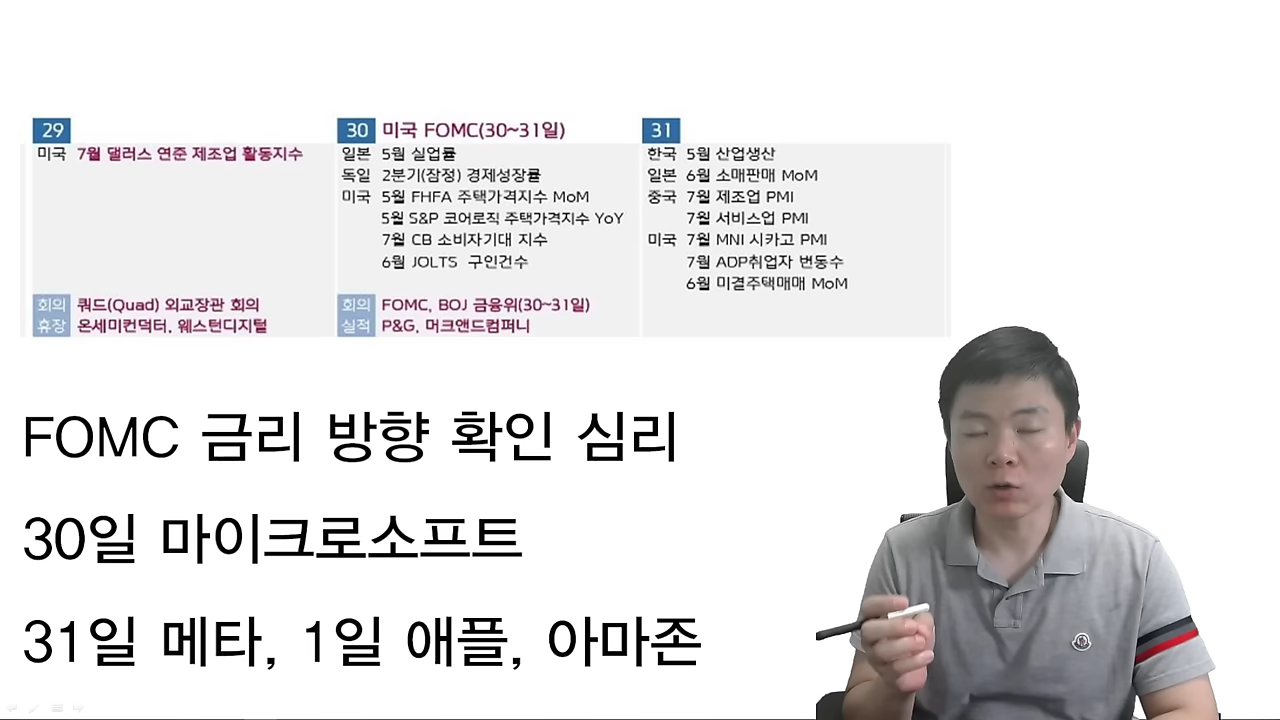 29
미국 7월 댈러스 연준 제조업 활동지수
회의 쿼드(Quad) 외교장관 회의
휴장 온세미컨덕터, 웨스턴디지털
30 미국 FOMC(30~31일)
일본 5월 실업률
독일 2분기(잠정) 경제성장률
미국 5월 FHFA 주택가격지수 MoM
5월 S&P 코어로직 주택가격지수 YoY
7월 CB 소비자기대 지수
6월 JOLTS 구인건수
회의 FOMC, BOJ 금융위(30~31일)
실적 P&G, 머크앤드컴퍼니
31
한국 5월 산업생산
일본 6월 소매판매 MoM
중국 7월 제조업 PMI
7월 서비스업 PMI
미국 7월 MNI 시카고 PMI
7월 ADP취업자 변동수
6월 미결주택매매 MoM
FOMC 금리 방향 확인 심리
30일 마이크로소프트
31일 메타, 1일 애플, 아마존